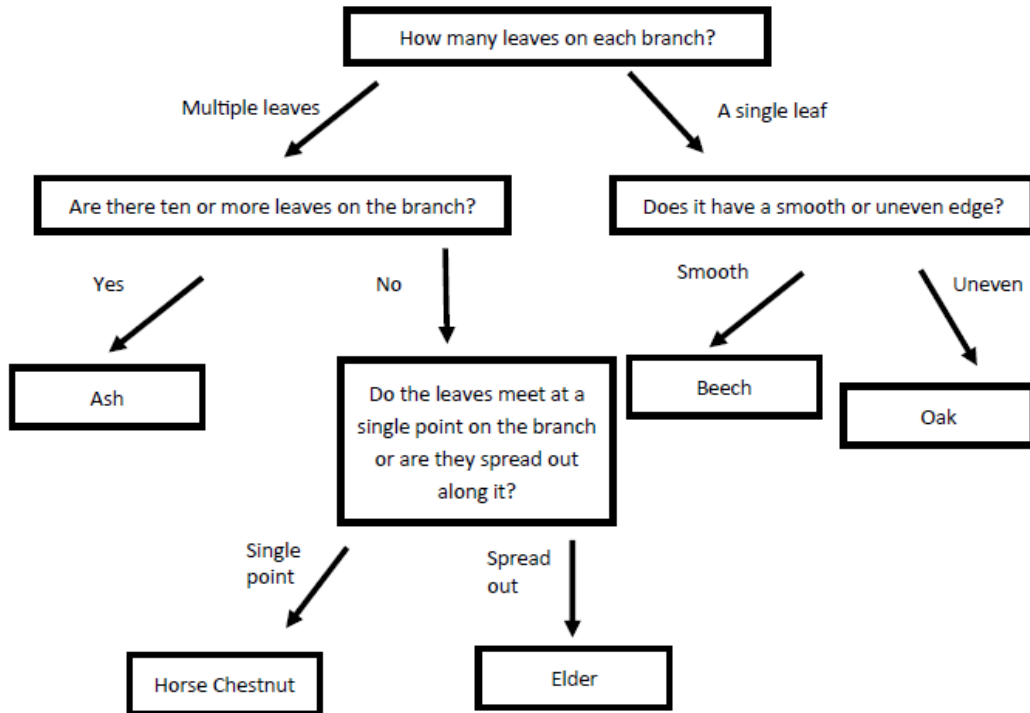 How many leaves on each branch?
Multiple leaves
A single leaf
Are there ten or more leaves on the branch?
Does it have a smooth or uneven edge?
Yes
No
Smooth
Uneven
Ash
Do the leaves meet at a
single point on the branch
or are they spread out
along it?
Beech
Oak
Single
point
Spread
out
Horse Chestnut
Elder